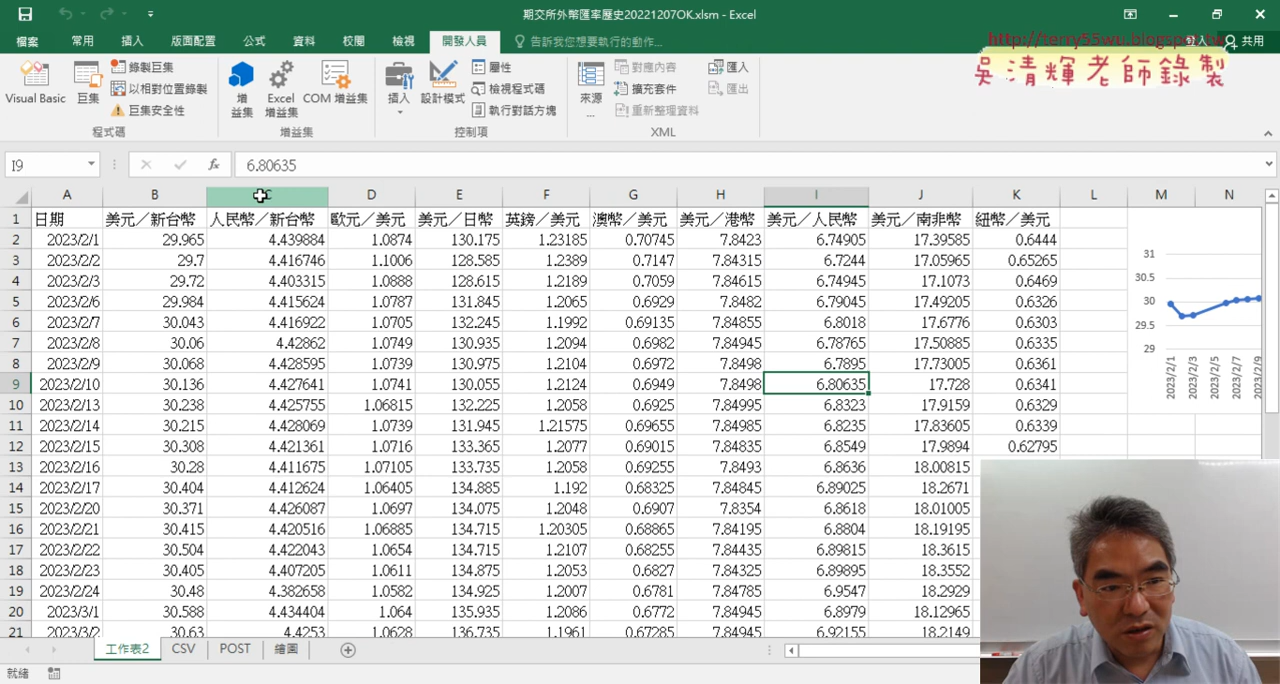 期交所外幣匯率歷史20221207OK.xlsm - Excel
檔案 常用 插入 版面配置 公式 資料 校閱 檢視 開發人員 告訴我您想要執行的動作... 登入 共用
http://terry55wu.blogspot.tw
吳清輝老師錄製
Visual Basic 巨集 錄製巨集 以相對位置錄製 巨集安全性 增益集 Excel 增益集 COM 增益集 插入 設計模式 屬性 檢視程式碼 執行對話方塊 來源... 對應內容 擴充套件 重新整理資料 匯入 匯出
程式碼 增益集 控制項 XML
I9 fx 6.80635
A B C D E F G H I J K L M N
1 日期 美元／新台幣 人民幣／新台幣 歐元／美元 美元／日幣 英鎊／美元 澳幣／美元 美元／港幣 美元／人民幣 美元／南非幣 紐幣／美元
2 2023/2/1 29.965 4.439884 1.0874 130.175 1.23185 0.70745 7.8423 6.74905 17.39585 0.6444
3 2023/2/2 29.7 4.416746 1.1006 128.585 1.2389 0.7147 7.84315 6.7244 17.05965 0.65265
4 2023/2/3 29.72 4.403315 1.0888 128.615 1.2189 0.7059 7.84615 6.74945 17.1073 0.6469
5 2023/2/6 29.984 4.415624 1.0787 131.845 1.2065 0.6929 7.8482 6.79045 17.49205 0.6326
6 2023/2/7 30.043 4.416922 1.0705 132.245 1.1992 0.69135 7.84855 6.8018 17.6776 0.6303
7 2023/2/8 30.06 4.42862 1.0749 130.935 1.2094 0.6982 7.84945 6.78765 17.50885 0.6335
8 2023/2/9 30.068 4.428595 1.0739 130.975 1.2104 0.6972 7.8498 6.7895 17.73005 0.6361
9 2023/2/10 30.136 4.427641 1.0741 130.055 1.2124 0.6949 7.8498 6.80635 17.728 0.6341
10 2023/2/13 30.238 4.425755 1.06815 132.225 1.2058 0.6925 7.84995 6.8323 17.9159 0.6329
11 2023/2/14 30.215 4.428069 1.0739 131.945 1.21575 0.69655 7.84985 6.8235 17.83605 0.6339
12 2023/2/15 30.308 4.421361 1.0716 133.365 1.2077 0.69015 7.84835 6.8549 17.9894 0.62795
13 2023/2/16 30.28 4.411675 1.07105 133.735 1.2058 0.69255 7.8493 6.8636 18.00815
14 2023/2/17 30.404 4.412624 1.06405 134.885 1.192 0.68325 7.84845 6.89025 18.2671
15 2023/2/20 30.371 4.426087 1.0697 134.075 1.2048 0.6907 7.8354 6.8618 18.01005
16 2023/2/21 30.415 4.420516 1.06885 134.715 1.20305 0.68865 7.84195 6.8804 18.19195
17 2023/2/22 30.504 4.422043 1.0654 134.715 1.2107 0.68255 7.84435 6.89815 18.3615
18 2023/2/23 30.405 4.407205 1.0611 134.875 1.2053 0.6827 7.84325 6.89895 18.3552
19 2023/2/24 30.48 4.382658 1.0582 134.925 1.2007 0.6781 7.84785 6.9547 18.2929
20 2023/3/1 30.588 4.434404 1.064 135.935 1.2086 0.6772 7.84945 6.8979 18.12965
21 2023/3/2 30.63 4.4253 1.0628 136.735 1.1961 0.67285 7.84945 6.92155 18.2149
31
30.5
30
29.5
29
2023/2/1 2023/2/3 2023/2/5 2023/2/7 2023/2/9
工作表2 CSV POST 繪圖
就緒